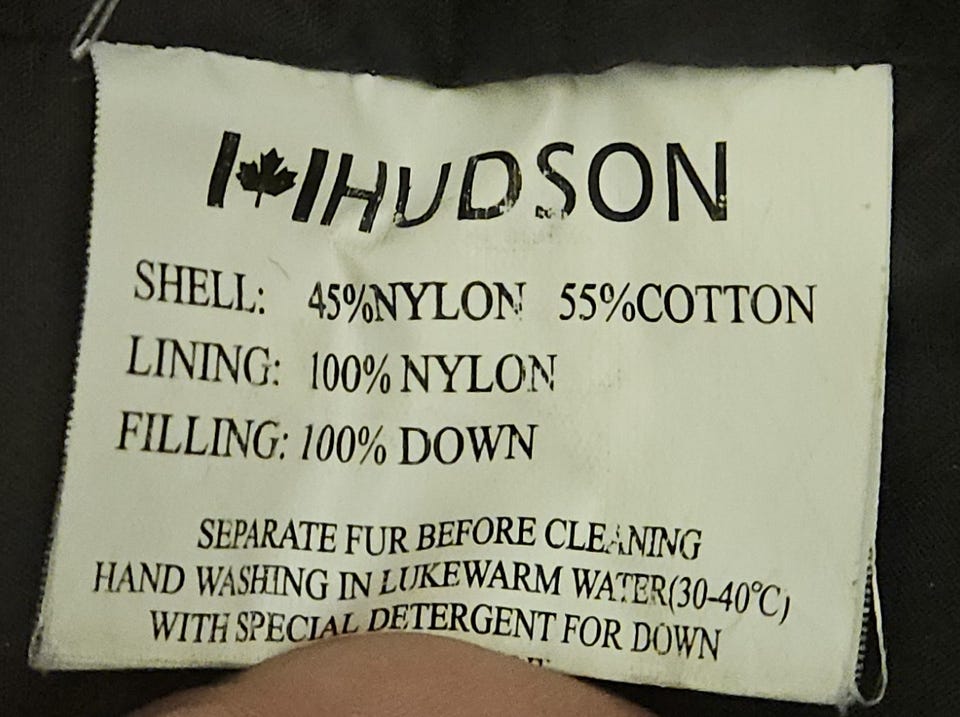 HUDSON
SHELL: 45%NYLON 55%COTTON
LINING: 100% NYLON
FILLING: 100% DOWN
SEPARATE FUR BEFORE CLEANING
HAND WASHING IN LUKEWARM WATER(30-40°C)
WITH SPECIAL DETERGENT FOR DOWN